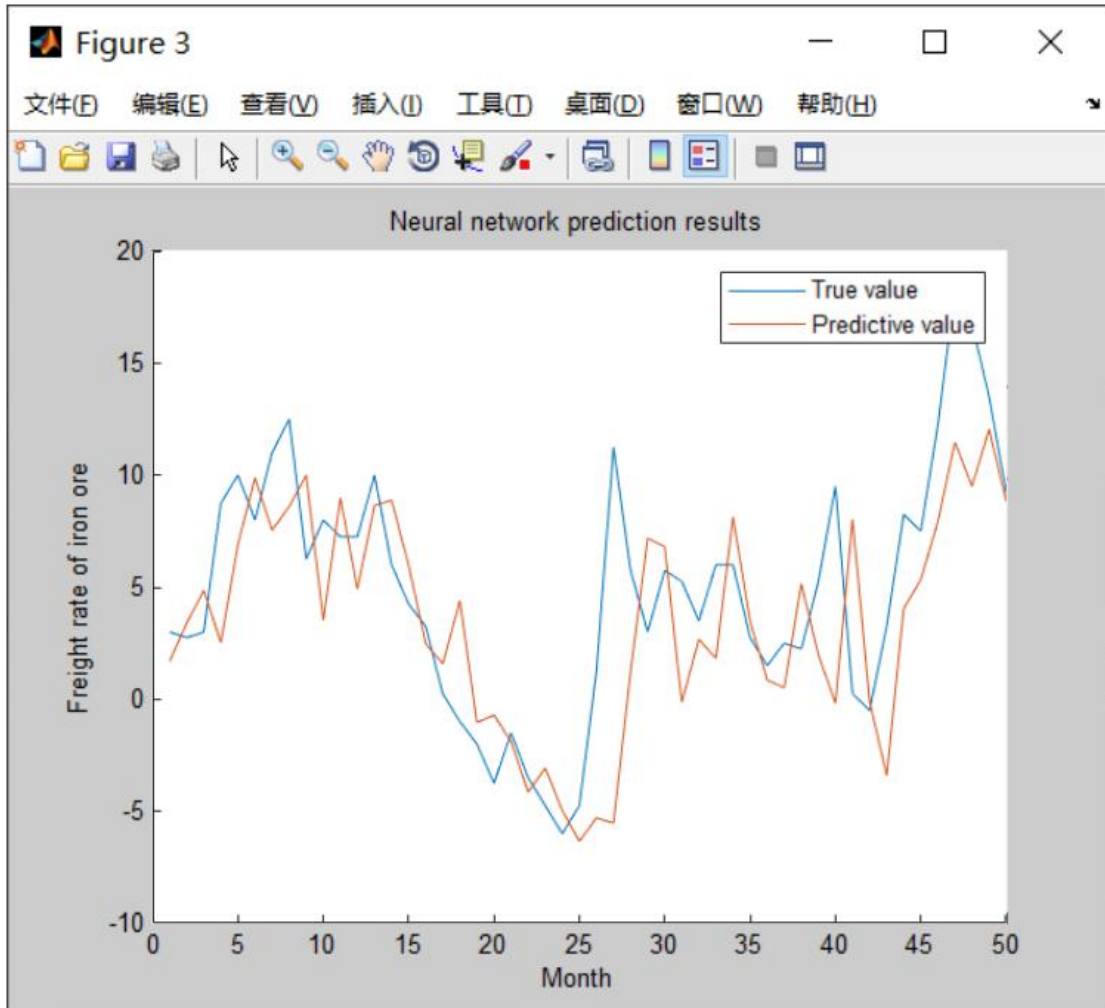 Figure 3
文件(F) 编辑(E) 查看(V) 插入(I) 工具(T) 桌面(D) 窗口(W) 帮助(H)
Neural network prediction results
True value
Predictive value
20
15
10
5
0
-5
-10
Freight rate of iron ore
0 5 10 15 20 25 30 35 40 45 50
Month